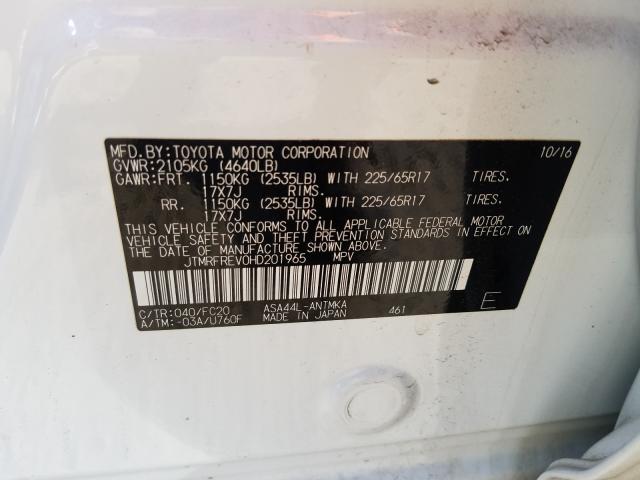 MFD.BY:TOYOTA MOTOR CORPORATION 10/16
GVWR:2105KG (4640LB)
GAWR:FRT. 1150KG (2535LB) WITH 225/65R17 TIRES.
17X7J RIMS.
RR. 1150KG (2535LB) WITH 225/65R17 TIRES.
17X7J RIMS.
THIS VEHICLE CONFORMS TO ALL APPLICABLE FEDERAL MOTOR
VEHICLE SAFETY STANDARDS IN EFFECT ON
THE DATE OF MANUFACTURE SHOWN ABOVE.
JTMRFREV0HD201965 MPV
C/TR:040/FC20 ASA44L-ANTMKA 461
A/TM:-03A/U760F MADE IN JAPAN E